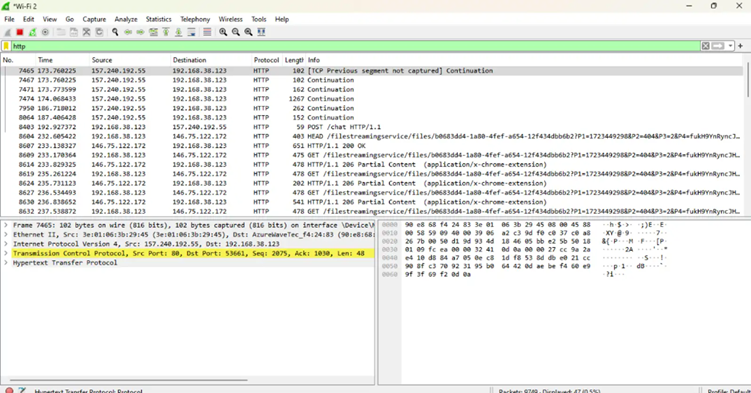 *Wi-Fi 2
File Edit View Go Capture Analyze Statistics Telephony Wireless Tools Help
http
No. Time Source Destination Protocol Length Info
7465 173.760225 157.240.192.55 192.168.38.123 HTTP 102 [TCP Previous segment not captured] Continuation
7467 173.760225 157.240.192.55 192.168.38.123 HTTP 102 Continuation
7471 173.773599 157.240.192.55 192.168.38.123 HTTP 162 Continuation
7474 174.068433 157.240.192.55 192.168.38.123 HTTP 1267 Continuation
7950 186.718012 157.240.192.55 192.168.38.123 HTTP 262 Continuation
8064 187.406428 157.240.192.55 192.168.38.123 HTTP 152 Continuation
8403 192.927372 192.168.38.123 157.240.192.55 HTTP 59 POST /chat HTTP/1.1
8604 232.605422 192.168.38.123 146.75.122.172 HTTP 403 HEAD /filestreamingservice/files/b0683dd4-1a80-4fef-a654-12f434dbb6b2?P1=1723449298&P2=404&P3=2&P4=fukH9YnRyncJM…
8607 233.138327 146.75.122.172 192.168.38.123 HTTP 651 HTTP/1.1 200 OK
8609 233.170364 192.168.38.123 146.75.122.172 HTTP 475 GET /filestreamingservice/files/b0683dd4-1a80-4fef-a654-12f434dbb6b2?P1=1723449298&P2=404&P3=2&P4=fukH9YnRyncJM…
8614 233.829325 146.75.122.172 192.168.38.123 HTTP 1178 HTTP/1.1 206 Partial Content (application/x-chrome-extension)
8619 235.261224 192.168.38.123 146.75.122.172 HTTP 478 GET /filestreamingservice/files/b0683dd4-1a80-4fef-a654-12f434dbb6b2?P1=1723449298&P2=404&P3=2&P4=fukH9YnRyncJM…
8624 235.731123 146.75.122.172 192.168.38.123 HTTP 202 HTTP/1.1 206 Partial Content (application/x-chrome-extension)
8627 236.534493 192.168.38.123 146.75.122.172 HTTP 478 GET /filestreamingservice/files/b0683dd4-1a80-4fef-a654-12f434dbb6b2?P1=1723449298&P2=404&P3=2&P4=fukH9YnRyncJM…
8630 236.838652 146.75.122.172 192.168.38.123 HTTP 541 HTTP/1.1 206 Partial Content (application/x-chrome-extension)
8632 237.538872 192.168.38.123 146.75.122.172 HTTP 478 GET /filestreamingservice/files/b0683dd4-1a80-4fef-a654-12f434dbb6b2?P1=1723449298&P2=404&P3=2&P4=fukH9YnRyncJM…
Frame 7465: 102 bytes on wire (816 bits), 102 bytes captured (816 bits) on interface \Device\N
Ethernet II, Src: 3e:01:06:3b:29:45 (3e:01:06:3b:29:45), Dst: AzureWaveTec_f4:24:83 (90:e8:68:
Internet Protocol Version 4, Src: 157.240.192.55, Dst: 192.168.38.123
Transmission Control Protocol, Src Port: 80, Dst Port: 53661, Seq: 2075, Ack: 1030, Len: 48
Hypertext Transfer Protocol
0000 90 e8 68 f4 24 83 3e 01 06 3b 29 45 08 00 45 88
0010 00 58 59 09 40 00 39 06 a2 c3 9d f0 c0 37 c0 a8
0020 26 7b 00 50 d1 9d 93 4d 18 46 05 bb e2 5b 50 18
0030 01 09 fc ea 00 00 32 41 0d 0a 00 00 27 cc 9a 2a
0040 e4 10 d8 84 a7 05 0e c8 1d f8 53 8d db e0 21 cc
0050 90 8f c3 70 92 31 95 b0 64 42 0d ae be f4 60 e9
0060 9f 3f 69 f2 0d 0a
Hypertext Transfer Protocol: Protocol
Packets: 9749 · Displayed: 47 (0.5%)
Profile: Default